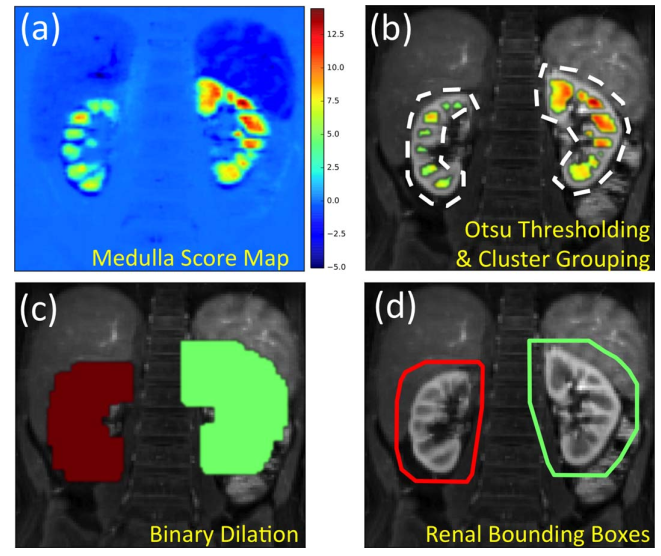 (a)
12.5
10.0
7.5
5.0
2.5
0.0
−2.5
−5.0
Medulla Score Map
(b)
Otsu Thresholding
& Cluster Grouping
(c)
Binary Dilation
(d)
Renal Bounding Boxes